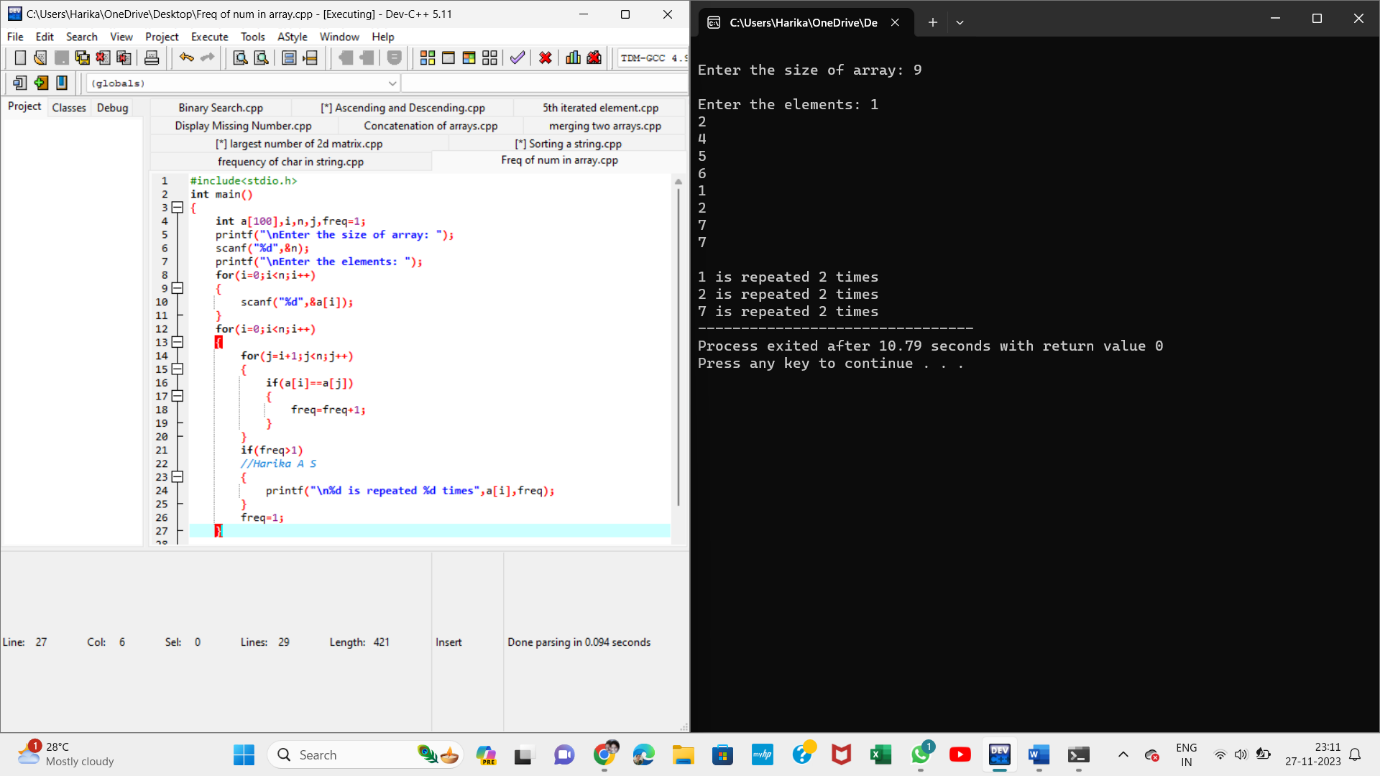 C:\Users\Harika\OneDrive\Desktop\Freq of num in array.cpp - [Executing] - Dev-C++ 5.11
File Edit Search View Project Execute Tools AStyle Window Help
TDM-GCC 4.9
(globals)
Project Classes Debug
Binary Search.cpp [*] Ascending and Descending.cpp 5th iterated element.cpp
Display Missing Number.cpp Concatenation of arrays.cpp merging two arrays.cpp
[*] largest number of 2d matrix.cpp [*] Sorting a string.cpp
frequency of char in string.cpp Freq of num in array.cpp
1 #include<stdio.h>
2 int main()
3 {
4 int a[100],i,n,j,freq=1;
5 printf("\nEnter the size of array: ");
6 scanf("%d",&n);
7 printf("\nEnter the elements: ");
8 for(i=0;i<n;i++)
9 {
10 scanf("%d",&a[i]);
11 }
12 for(i=0;i<n;i++)
13 {
14 for(j=i+1;j<n;j++)
15 {
16 if(a[i]==a[j])
17 {
18 freq=freq+1;
19 }
20 }
21 if(freq>1)
22 //Harika A S
23 {
24 printf("\n%d is repeated %d times",a[i],freq);
25 }
26 freq=1;
27 }
28
Line: 27 Col: 6 Sel: 0 Lines: 29 Length: 421 Insert Done parsing in 0.094 seconds
C:\Users\Harika\OneDrive\De
Enter the size of array: 9
Enter the elements: 1
2
4
5
6
1
2
7
7
1 is repeated 2 times
2 is repeated 2 times
7 is repeated 2 times
--------------------------------
Process exited after 10.79 seconds with return value 0
Press any key to continue . . .
1
28°C
Mostly cloudy
Search
PRE
mvhp
1
DEV
ENG
IN
23:11
27-11-2023